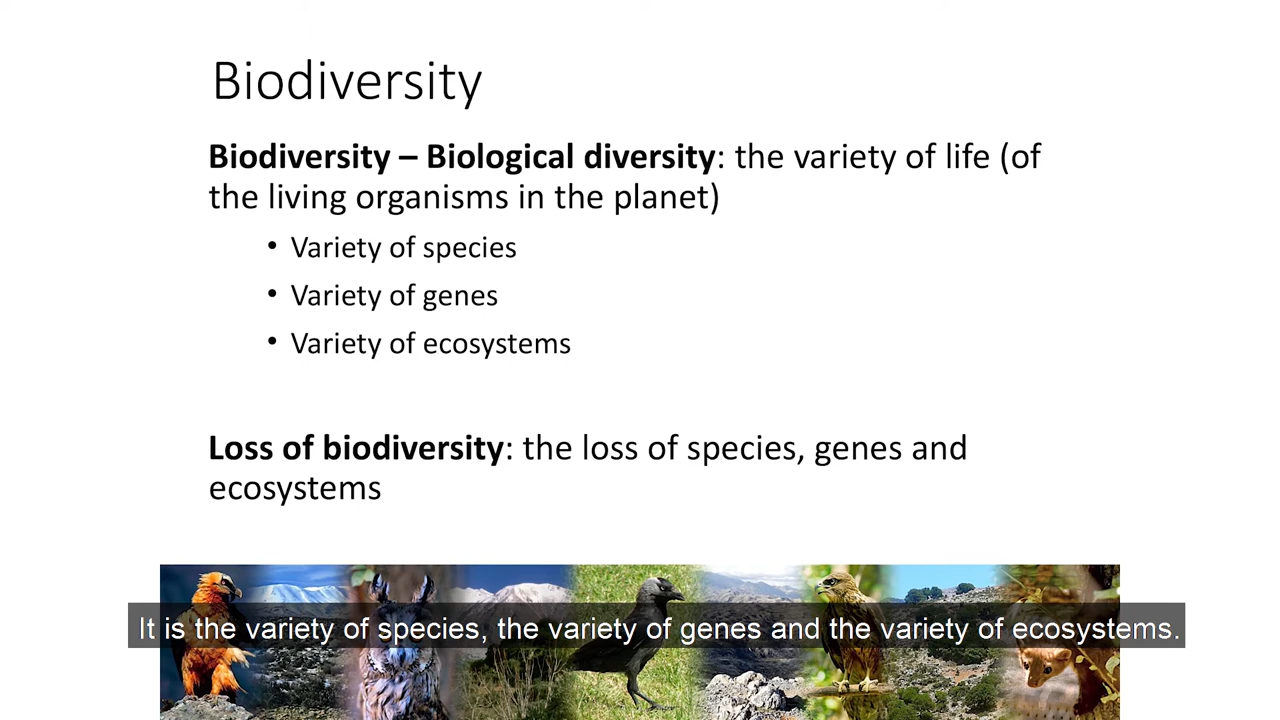 Biodiversity
Biodiversity – Biological diversity: the variety of life (of
the living organisms in the planet)
• Variety of species
• Variety of genes
• Variety of ecosystems
Loss of biodiversity: the loss of species, genes and
ecosystems
It is the variety of species, the variety of genes and the variety of ecosystems.